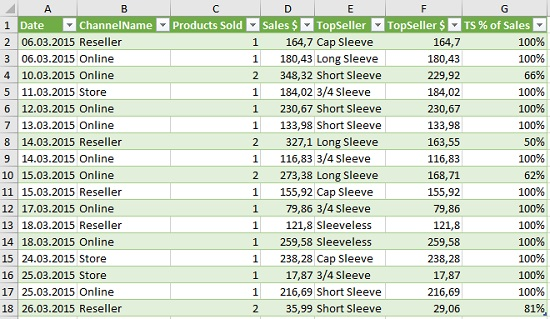 A B C D E F G
1 Date ChannelName Products Sold Sales $ TopSeller TopSeller $ TS % of Sales
2 06.03.2015 Reseller 1 164,7 Cap Sleeve 164,7 100%
3 06.03.2015 Online 1 180,43 Long Sleeve 180,43 100%
4 10.03.2015 Online 2 348,32 Short Sleeve 229,92 66%
5 11.03.2015 Store 1 184,02 3/4 Sleeve 184,02 100%
6 12.03.2015 Online 1 230,67 Short Sleeve 230,67 100%
7 13.03.2015 Online 1 133,98 Short Sleeve 133,98 100%
8 14.03.2015 Reseller 2 327,1 Long Sleeve 163,55 50%
9 14.03.2015 Online 1 116,83 3/4 Sleeve 116,83 100%
10 15.03.2015 Online 2 273,38 Long Sleeve 168,71 62%
11 15.03.2015 Reseller 1 155,92 Cap Sleeve 155,92 100%
12 17.03.2015 Online 1 79,86 3/4 Sleeve 79,86 100%
13 18.03.2015 Reseller 1 121,8 Sleeveless 121,8 100%
14 18.03.2015 Online 1 259,58 Sleeveless 259,58 100%
15 24.03.2015 Store 1 238,28 Cap Sleeve 238,28 100%
16 25.03.2015 Store 1 17,87 3/4 Sleeve 17,87 100%
17 25.03.2015 Online 1 216,69 Short Sleeve 216,69 100%
18 26.03.2015 Reseller 2 35,99 Short Sleeve 29,06 81%